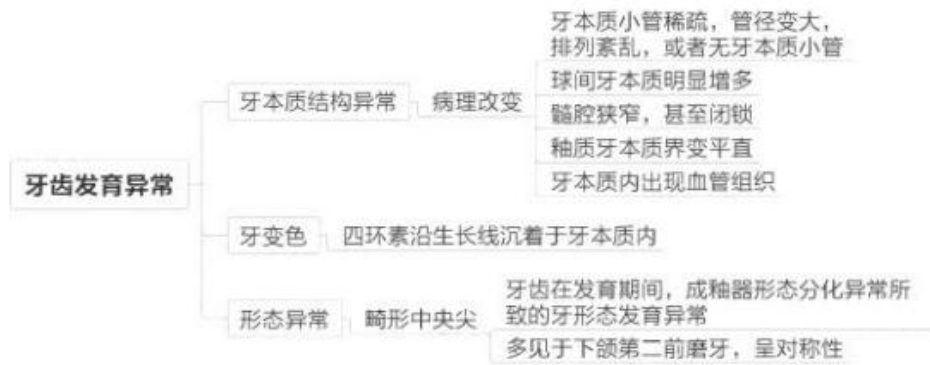 牙齿发育异常
牙本质结构异常
病理改变
牙本质小管稀疏，管径变大，
排列紊乱，或者无牙本质小管
球间牙本质明显增多
髓腔狭窄，甚至闭锁
釉质牙本质界变平直
牙本质内出现血管组织
牙变色
四环素沿生长线沉着于牙本质内
形态异常
畸形中央尖
牙齿在发育期间，成釉器形态分化异常所
致的牙形态发育异常
多见于下颌第二前磨牙，呈对称性